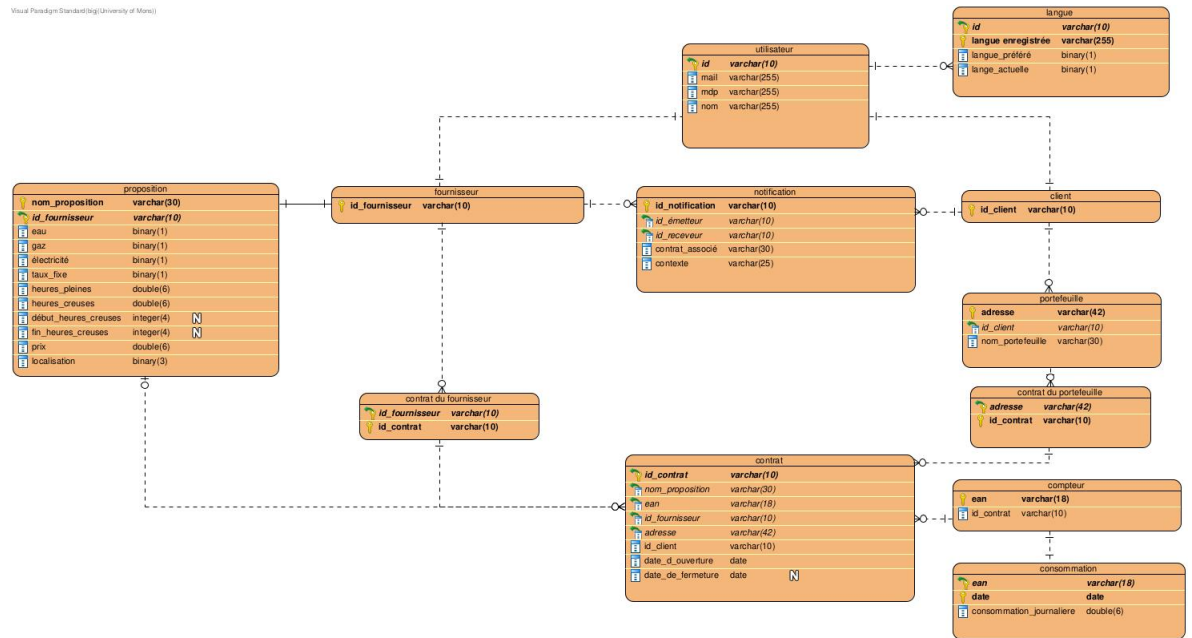 Visual Paradigm Standard(big(University of Mons))
langue
id varchar(10)
langue enregistrée varchar(255)
langue_préféré binary(1)
lange_actuelle binary(1)
utilisateur
id varchar(10)
mail varchar(255)
mdp varchar(255)
nom varchar(255)
proposition
nom_proposition varchar(30)
id_fournisseur varchar(10)
eau binary(1)
gaz binary(1)
électricité binary(1)
taux_fixe binary(1)
heures_pleines double(6)
heures_creuses double(6)
début_heures_creuses integer(4) N
fin_heures_creuses integer(4) N
prix double(6)
localisation binary(3)
fournisseur
id_fournisseur varchar(10)
notification
id_notification varchar(10)
id_émetteur varchar(10)
id_receveur varchar(10)
contrat_associé varchar(30)
contexte varchar(25)
client
id_client varchar(10)
portefeuille
adresse varchar(42)
id_client varchar(10)
nom_portefeuille varchar(30)
contrat du fournisseur
id_fournisseur varchar(10)
id_contrat varchar(10)
contrat du portefeuille
adresse varchar(42)
id_contrat varchar(10)
contrat
id_contrat varchar(10)
nom_proposition varchar(30)
ean varchar(18)
id_fournisseur varchar(10)
adresse varchar(42)
id_client varchar(10)
date_d_ouverture date
date_de_fermeture date N
compteur
ean varchar(18)
id_contrat varchar(10)
consommation
ean varchar(18)
date date
consommation_journaliere double(6)